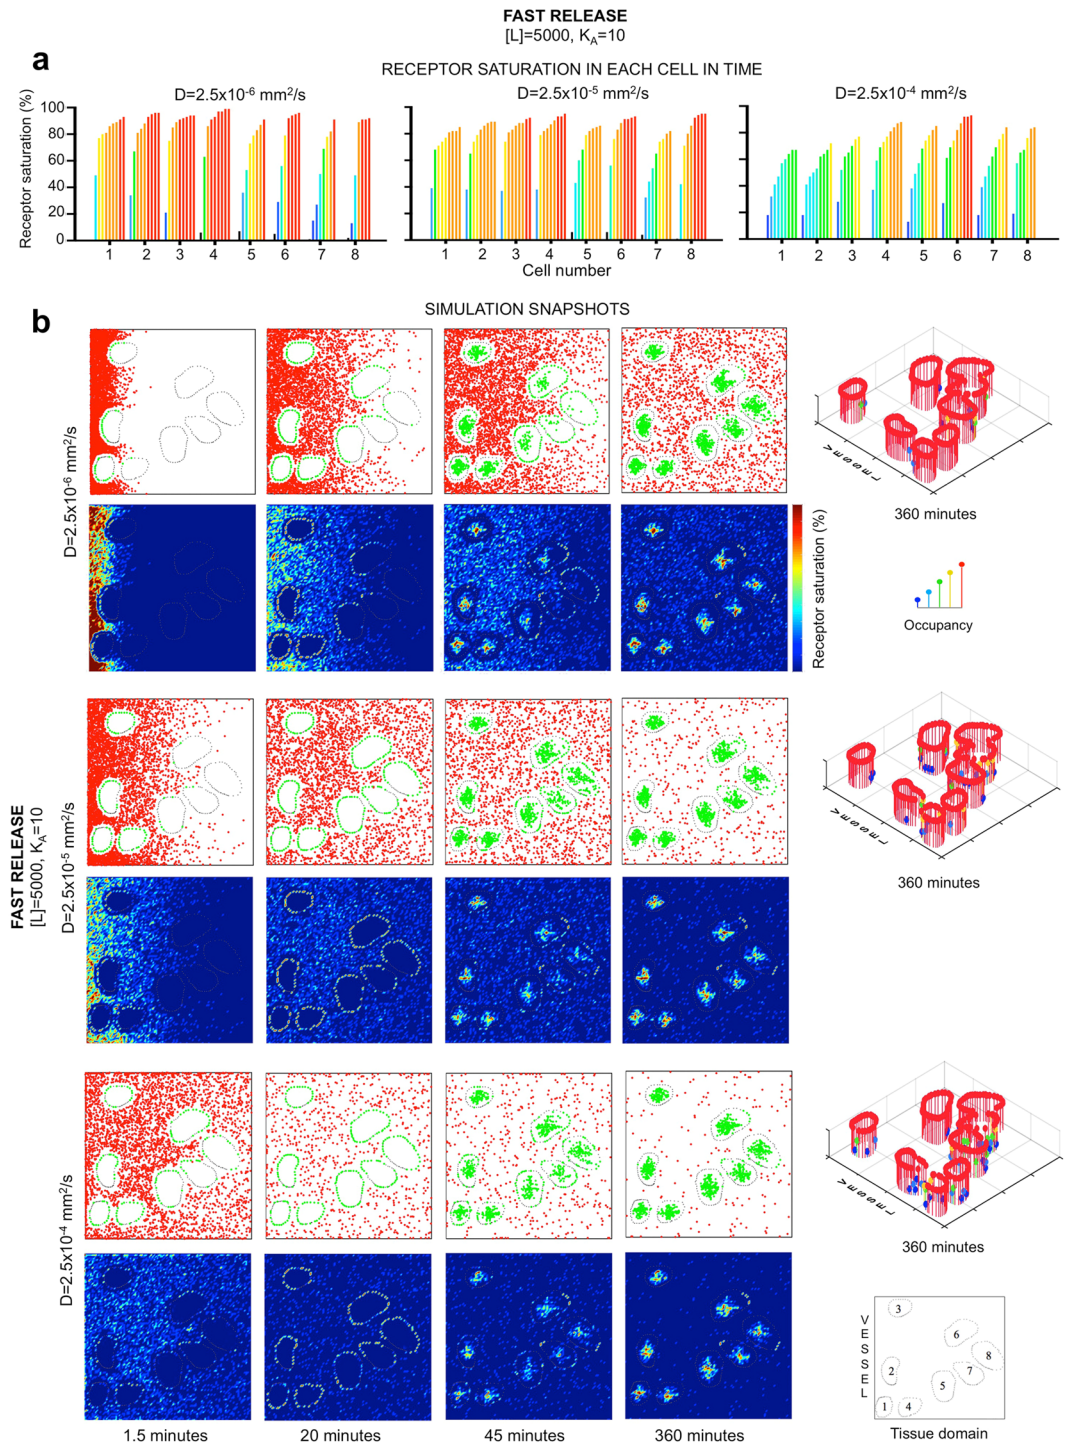 FAST RELEASE
[L]=5000, KA=10
a
RECEPTOR SATURATION IN EACH CELL IN TIME
D=2.5x10-6 mm2/s
D=2.5x10-5 mm2/s
D=2.5x10-4 mm2/s
Receptor saturation (%)
100
80
60
40
20
0
1 2 3 4 5 6 7 8
1 2 3 4 5 6 7 8
1 2 3 4 5 6 7 8
Cell number
b
SIMULATION SNAPSHOTS
D=2.5x10-6 mm2/s
Receptor saturation (%)
VESSEL
360 minutes
Occupancy
FAST RELEASE
[L]=5000, KA=10
D=2.5x10-5 mm2/s
VESSEL
360 minutes
D=2.5x10-4 mm2/s
VESSEL
360 minutes
VESSEL
3
6
8
2
7
5
1
4
Tissue domain
1.5 minutes
20 minutes
45 minutes
360 minutes